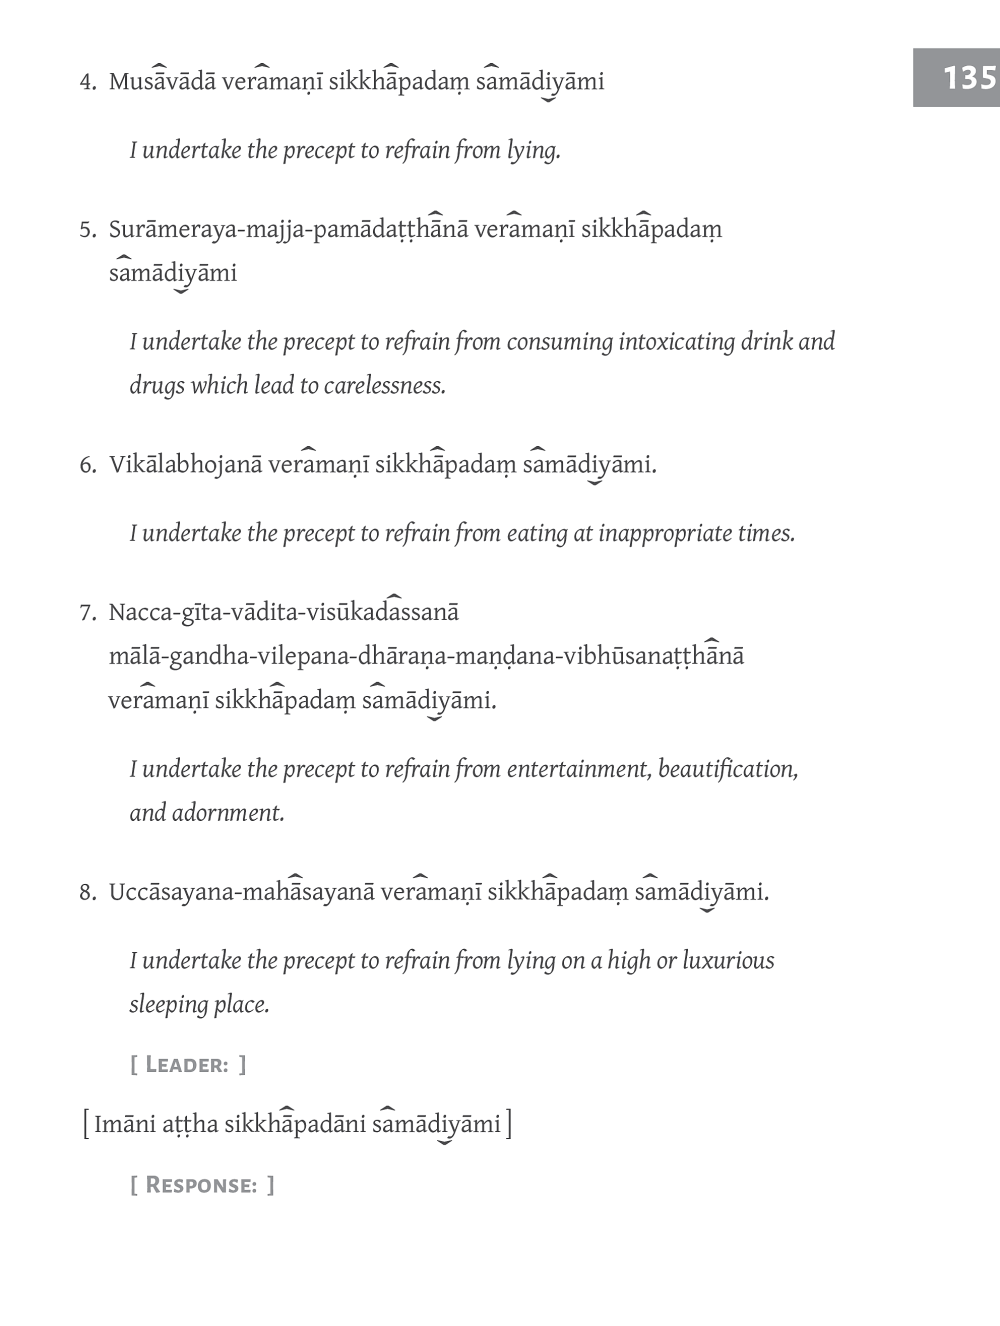 135
4. Musāvādā veramaṇī sikkhāpadaṃ samādiyāmi
I undertake the precept to refrain from lying.
5. Surāmeraya-majja-pamādaṭṭhānā veramaṇī sikkhāpadaṃ
samādiyāmi
I undertake the precept to refrain from consuming intoxicating drink and
drugs which lead to carelessness.
6. Vikālabhojanā veramaṇī sikkhāpadaṃ samādiyāmi.
I undertake the precept to refrain from eating at inappropriate times.
7. Nacca-gīta-vādita-visūkadassanā
mālā-gandha-vilepana-dhāraṇa-maṇḍana-vibhūsanaṭṭhānā
veramaṇī sikkhāpadaṃ samādiyāmi.
I undertake the precept to refrain from entertainment, beautification,
and adornment.
8. Uccāsayana-mahāsayanā veramaṇī sikkhāpadaṃ samādiyāmi.
I undertake the precept to refrain from lying on a high or luxurious
sleeping place.
[ Leader: ]
[ Imāni aṭṭha sikkhāpadāni samādiyāmi ]
[ Response: ]